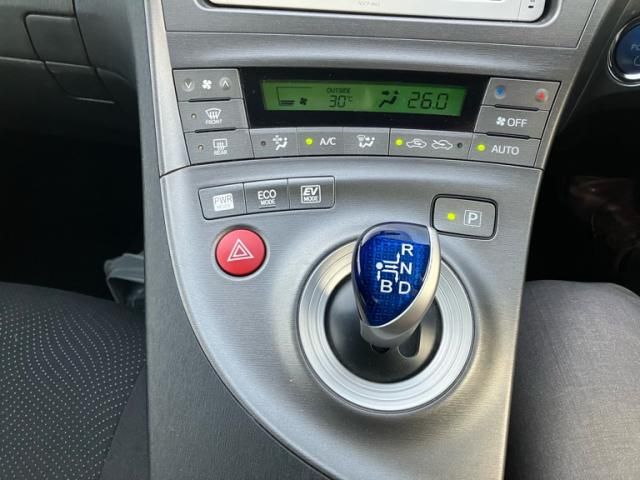 OUTSIDE
30°C
26.0
FRONT
OFF
REAR
A/C
AUTO
PWR
MODE
ECO
MODE
EV
MODE
P
R
N
B D